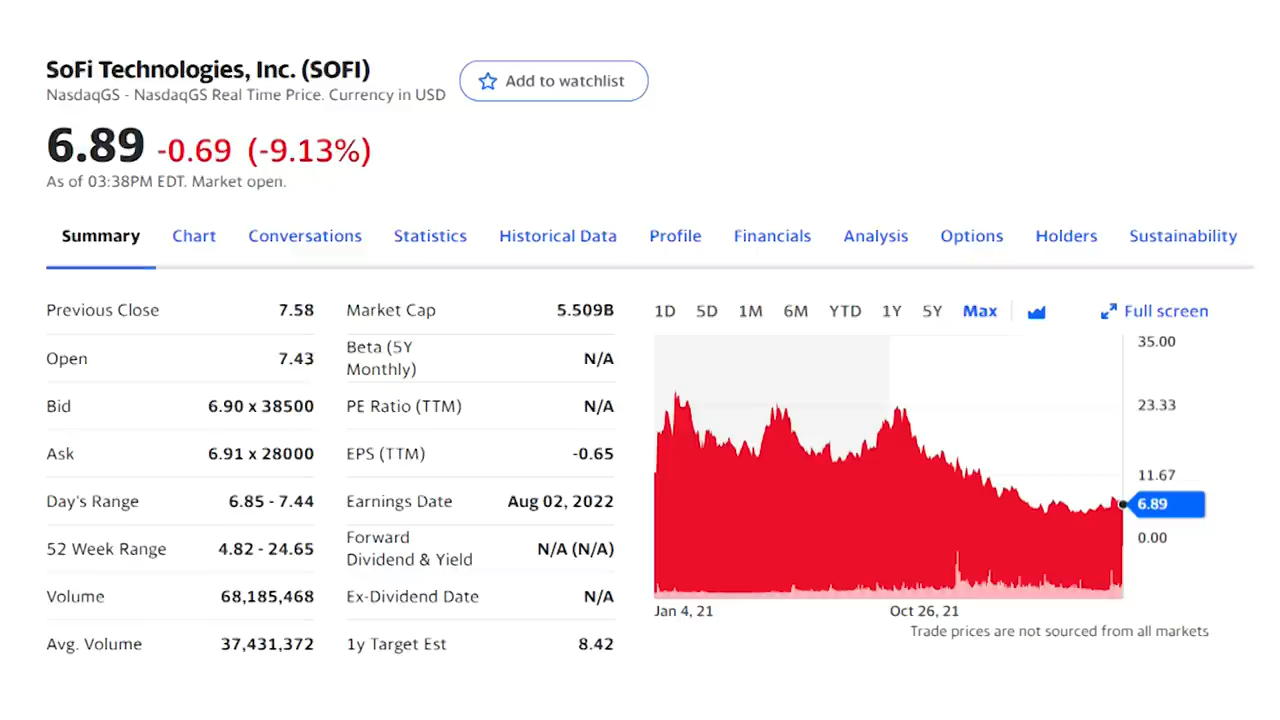 SoFi Technologies, Inc. (SOFI)
NasdaqGS - NasdaqGS Real Time Price. Currency in USD
Add to watchlist
6.89 -0.69 (-9.13%)
As of 03:38PM EDT. Market open.
Summary Chart Conversations Statistics Historical Data Profile Financials Analysis Options Holders Sustainability
Previous Close 7.58
Open 7.43
Bid 6.90 x 38500
Ask 6.91 x 28000
Day's Range 6.85 - 7.44
52 Week Range 4.82 - 24.65
Volume 68,185,468
Avg. Volume 37,431,372
Market Cap 5.509B
Beta (5Y
Monthly) N/A
PE Ratio (TTM) N/A
EPS (TTM) -0.65
Earnings Date Aug 02, 2022
Forward
Dividend & Yield N/A (N/A)
Ex-Dividend Date N/A
1y Target Est 8.42
1D 5D 1M 6M YTD 1Y 5Y Max Full screen
35.00
23.33
11.67
6.89
0.00
Jan 4, 21 Oct 26, 21
Trade prices are not sourced from all markets